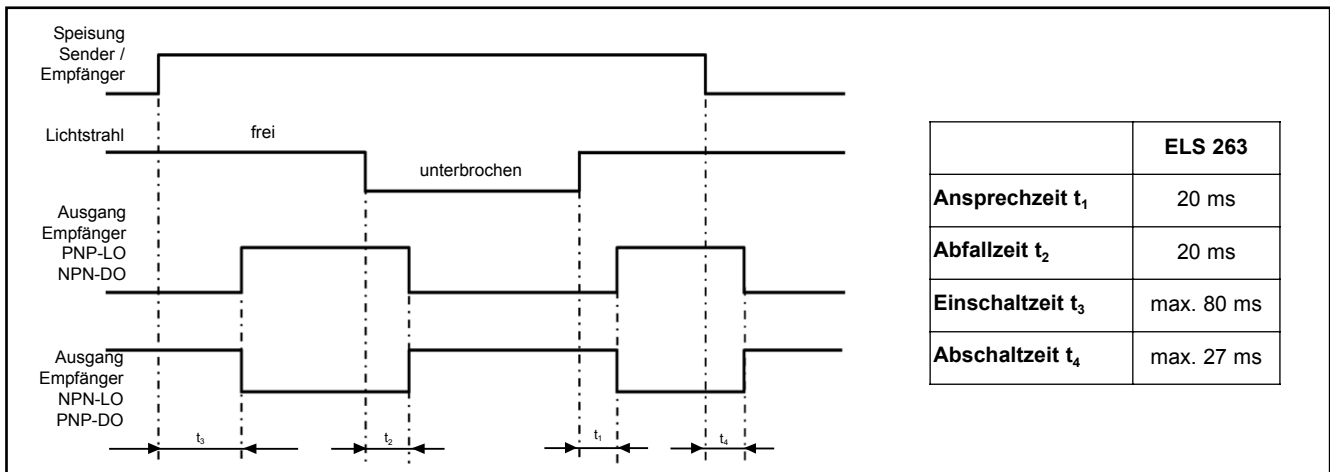 Speisung
Sender /
Empfänger
Lichtstrahl
frei
unterbrochen
Ausgang
Empfänger
PNP-LO
NPN-DO
Ausgang
Empfänger
NPN-LO
PNP-DO
t₃
t₂
t₁
t₄
ELS 263
Ansprechzeit t₁ 20 ms
Abfallzeit t₂ 20 ms
Einschaltzeit t₃ max. 80 ms
Abschaltzeit t₄ max. 27 ms